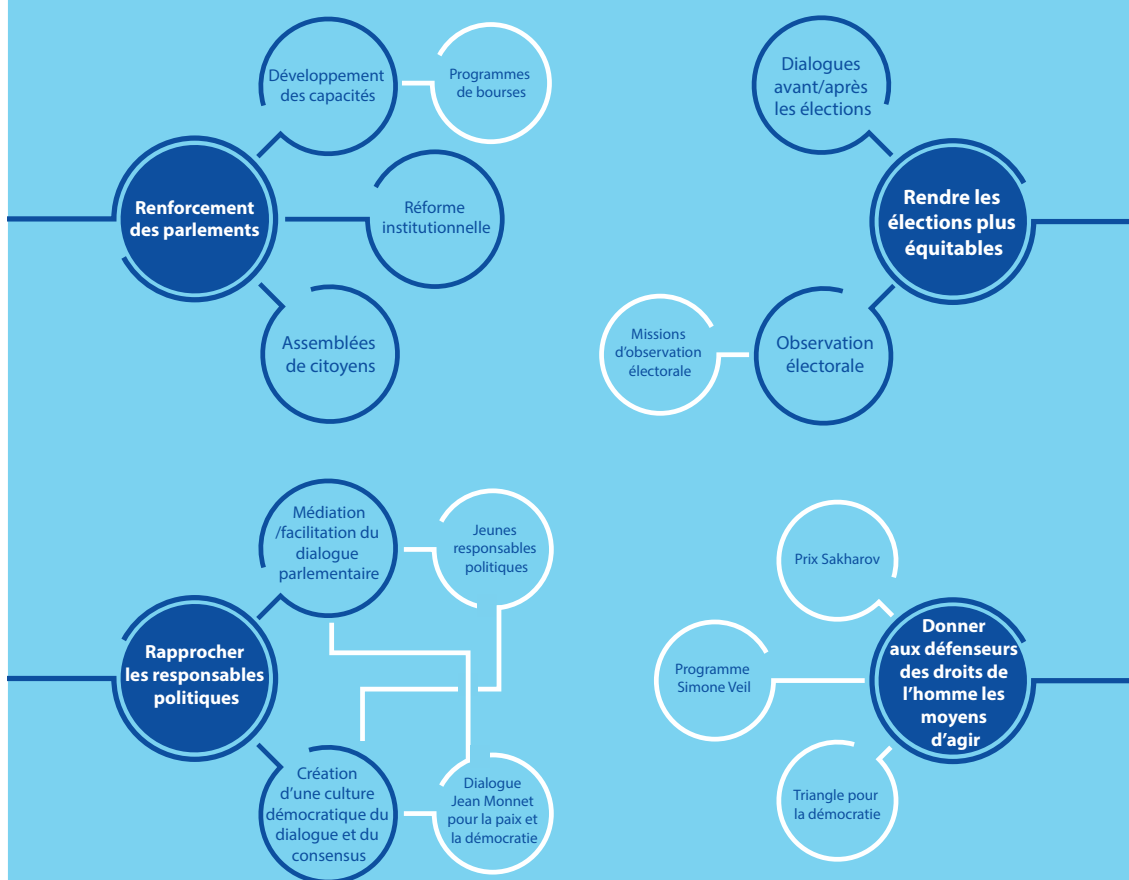 Développement
des capacités
Programmes
de bourses
Renforcement
des parlements
Réforme
institutionnelle
Assemblées
de citoyens
Dialogues
avant/après
les élections
Rendre les
élections plus
équitables
Missions
d'observation
électorale
Observation
électorale
Médiation
/facilitation du
dialogue
parlementaire
Jeunes
responsables
politiques
Rapprocher
les responsables
politiques
Création
d'une culture
démocratique du
dialogue et du
consensus
Dialogue
Jean Monnet
pour la paix et
la démocratie
Prix Sakharov
Programme
Simone Veil
Donner
aux défenseurs
des droits de
l'homme les
moyens
d'agir
Triangle pour
la démocratie